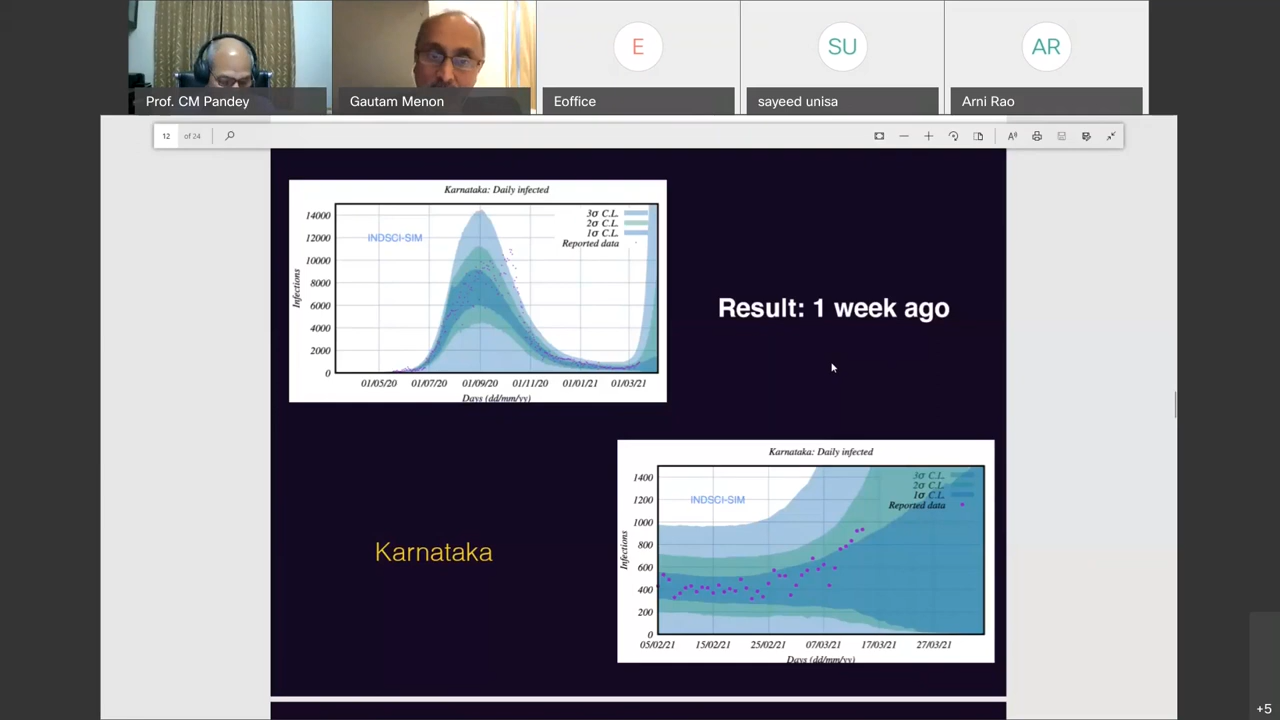 E
SU
AR
Prof. CM Pandey
Gautam Menon
Eoffice
sayeed unisa
Arni Rao
12 of 24
Karnataka: Daily infected
14000
12000
10000
8000
6000
4000
2000
0
Infections
INDSCI-SIM
3σ C.L.
2σ C.L.
1σ C.L.
Reported data
01/05/20 01/07/20 01/09/20 01/11/20 01/01/21 01/03/21
Days (dd/mm/yy)
Result: 1 week ago
Karnataka
Karnataka: Daily infected
1400
1200
1000
800
600
400
200
0
Infections
INDSCI-SIM
3σ C.L.
2σ C.L.
1σ C.L.
Reported data
05/02/21 15/02/21 25/02/21 07/03/21 17/03/21 27/03/21
Days (dd/mm/yy)
+5